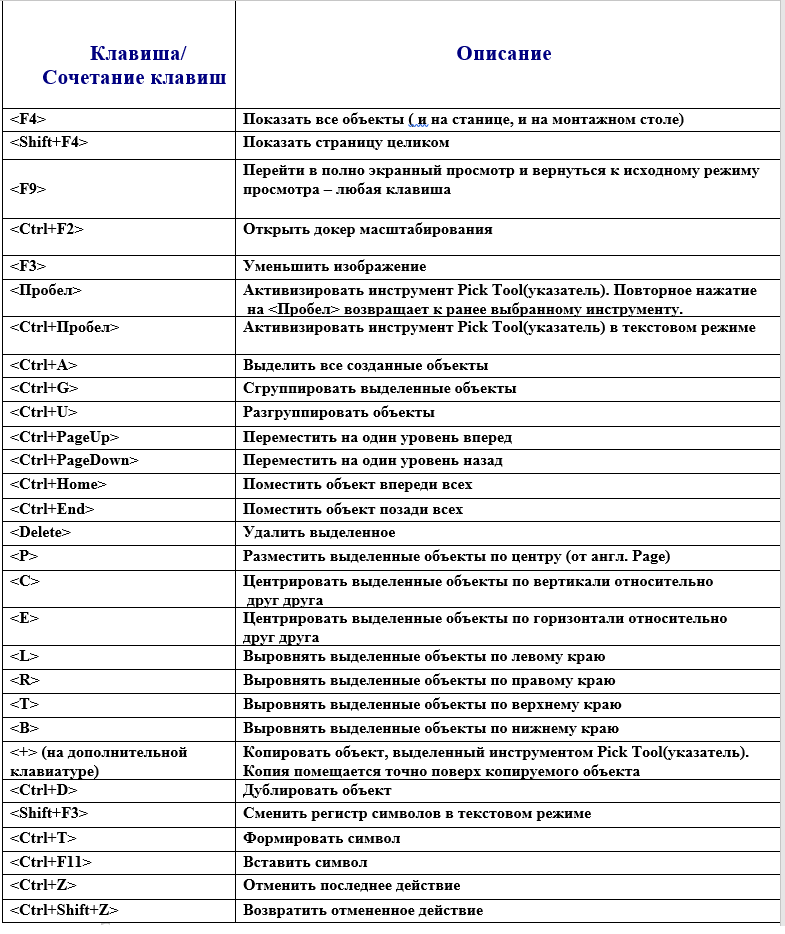 Клавиша/
Сочетание клавиш
Описание
<F4>
Показать все объекты ( и на станице, и на монтажном столе)
<Shift+F4>
Показать страницу целиком
<F9>
Перейти в полно экранный просмотр и вернуться к исходному режиму
просмотра – любая клавиша
<Ctrl+F2>
Открыть докер масштабирования
<F3>
Уменьшить изображение
<Пробел>
Активизировать инструмент Pick Tool(указатель). Повторное нажатие
на <Пробел> возвращает к ранее выбранному инструменту.
<Ctrl+Пробел>
Активизировать инструмент Pick Tool(указатель) в текстовом режиме
<Ctrl+A>
Выделить все созданные объекты
<Ctrl+G>
Сгруппировать выделенные объекты
<Ctrl+U>
Разгруппировать объекты
<Ctrl+PageUp>
Переместить на один уровень вперед
<Ctrl+PageDown>
Переместить на один уровень назад
<Ctrl+Home>
Поместить объект впереди всех
<Ctrl+End>
Поместить объект позади всех
<Delete>
Удалить выделенное
<P>
Разместить выделенные объекты по центру (от англ. Page)
<C>
Центрировать выделенные объекты по вертикали относительно
друг друга
<E>
Центрировать выделенные объекты по горизонтали относительно
друг друга
<L>
Выровнять выделенные объекты по левому краю
<R>
Выровнять выделенные объекты по правому краю
<T>
Выровнять выделенные объекты по верхнему краю
<B>
Выровнять выделенные объекты по нижнему краю
<+> (на дополнительной
клавиатуре)
Копировать объект, выделенный инструментом Pick Tool(указатель).
Копия помещается точно поверх копируемого объекта
<Ctrl+D>
Дублировать объект
<Shift+F3>
Сменить регистр символов в текстовом режиме
<Ctrl+T>
Формировать символ
<Ctrl+F11>
Вставить символ
<Ctrl+Z>
Отменить последнее действие
<Ctrl+Shift+Z>
Возвратить отмененное действие